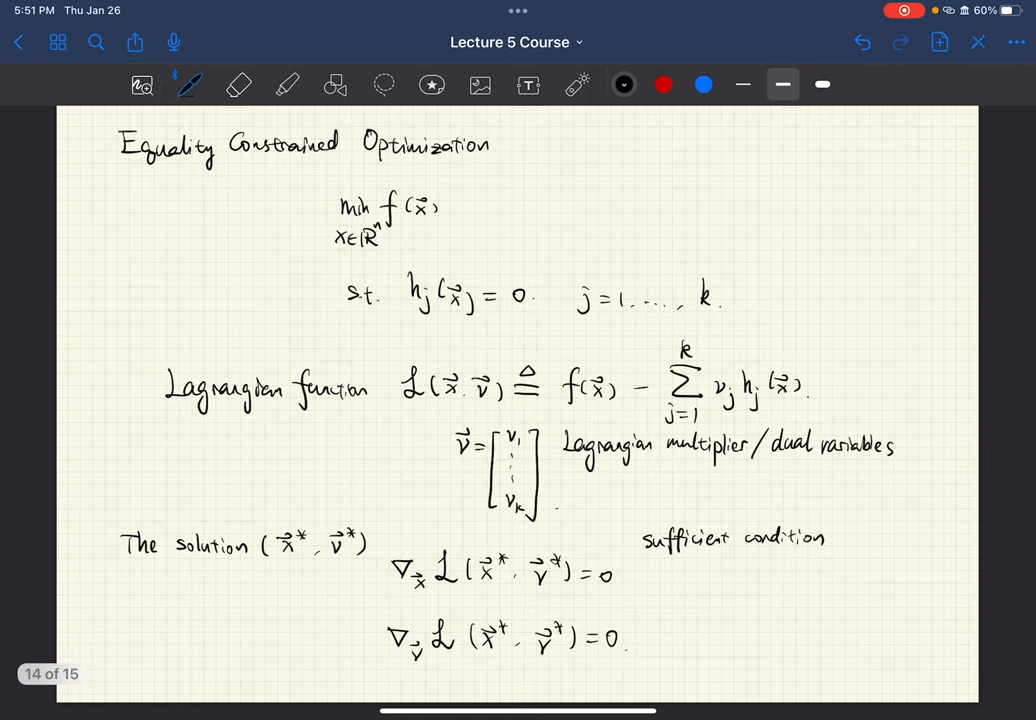 5:51 PM Thu Jan 26
60%
Lecture 5 Course
T
Equality Constrained Optimization
min f(x⃗)
x∈ℝⁿ
s.t. hⱼ(x⃗) = 0. j = 1, ..., k.
Lagrangian function ℒ(x⃗, ν⃗) ≜ f(x⃗) − ∑ⱼ₌₁ᵏ νⱼ hⱼ(x⃗).
ν⃗ = [ν₁ ⋮ νₖ]. Lagrangian multiplier/dual variables
The solution (x⃗*, ν⃗*) sufficient condition
∇ₓ⃗ ℒ(x⃗*, ν⃗*) = 0
∇ᵥ⃗ ℒ(x⃗*, ν⃗*) = 0.
14 of 15